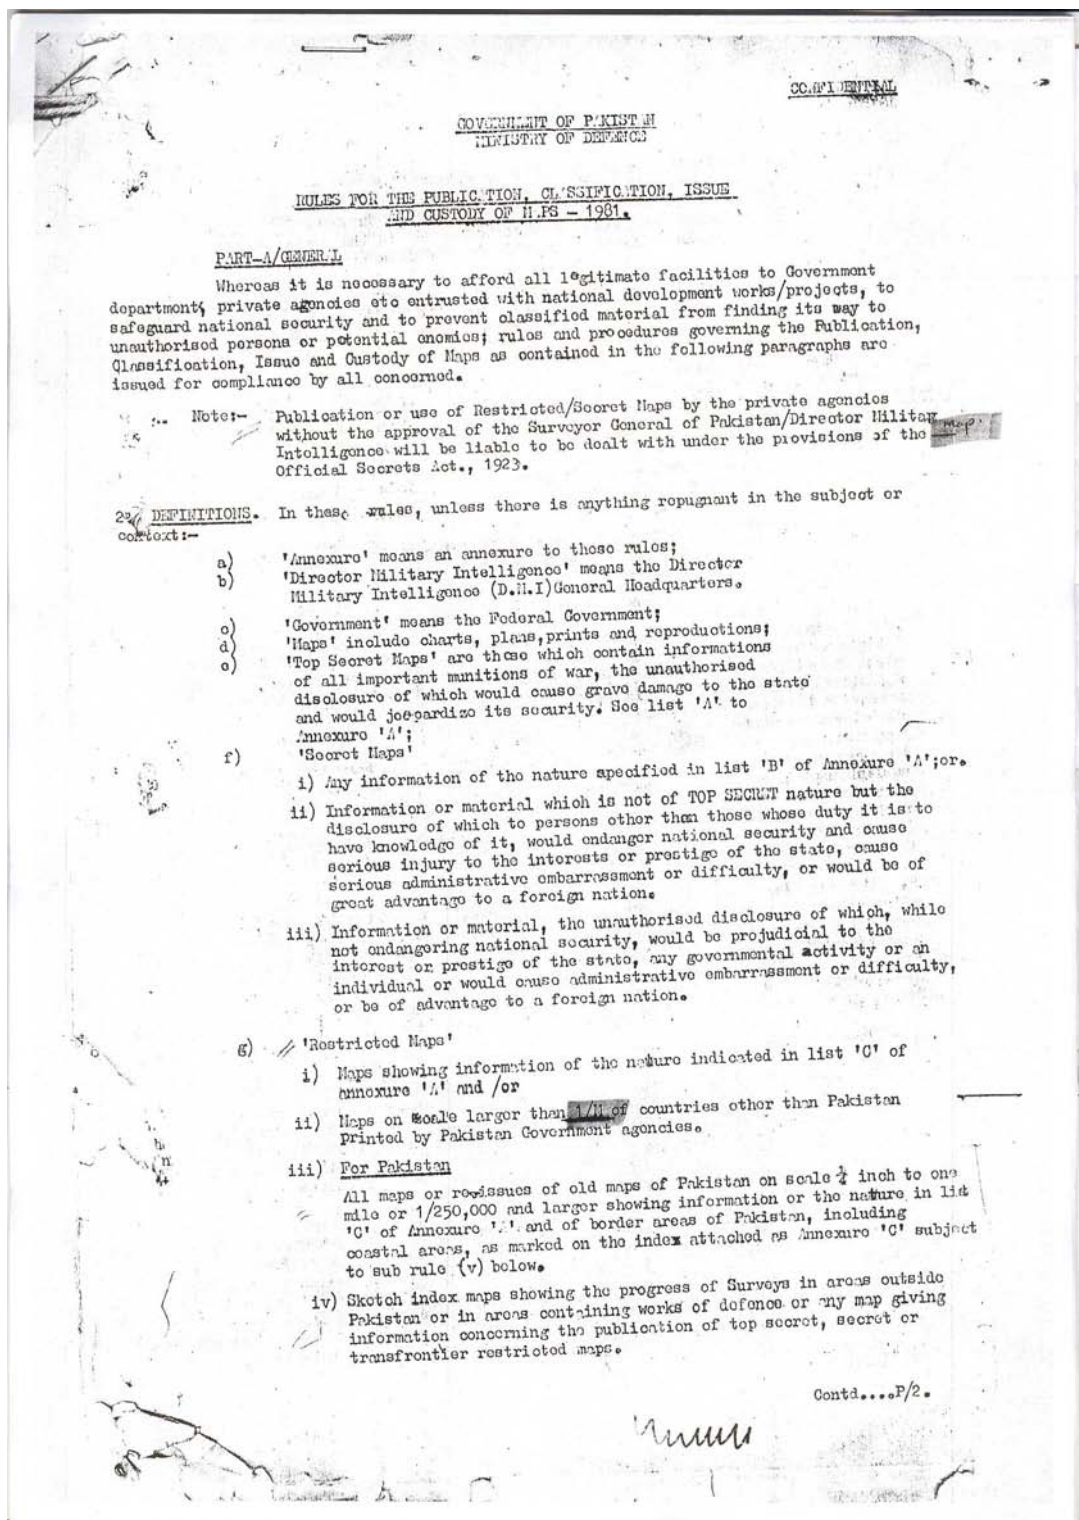 CONFIDENTIAL
GOVERNMENT OF PAKISTAN
MINISTRY OF DEFENCE
RULES FOR THE PUBLICATION, CLASSIFICATION, ISSUE
AND CUSTODY OF MAPS - 1981.
PART-A/GENERAL
Whereas it is necessary to afford all legitimate facilities to Government
department, private agencies etc entrusted with national development works/projects, to
safeguard national security and to prevent classified material from finding its way to
unauthorised persons or potential enemies; rules and procedures governing the Publication,
Classification, Issue and Custody of Maps as contained in the following paragraphs are
issued for compliance by all concerned.
Note:- Publication or use of Restricted/Secret Maps by the private agencies
without the approval of the Surveyor General of Pakistan/Director Military
Intelligence will be liable to be dealt with under the provisions of the map.
Official Secrets Act., 1923.
2. DEFINITIONS. In these rules, unless there is anything repugnant in the subject or
context:-
a) 'Annexure' means an annexure to these rules;
b) 'Director Military Intelligence' means the Director
Military Intelligence (D.M.I)General Headquarters.
c) 'Government' means the Federal Government;
d) 'Maps' include charts, plans,prints and reproductions;
e) 'Top Secret Maps' are those which contain informations
of all important munitions of war, the unauthorised
disclosure of which would cause grave damage to the state
and would jeopardize its security. See list 'A' to
Annexure 'A';
f) 'Secret Maps'
i) Any information of the nature specified in list 'B' of Annexure 'A';or.
ii) Information or material which is not of TOP SECRET nature but the
disclosure of which to persons other than those whose duty it is to
have knowledge of it, would endanger national security and cause
serious injury to the interests or prestige of the state, cause
serious administrative embarrassment or difficulty, or would be of
great advantage to a foreign nation.
iii) Information or material, the unauthorised disclosure of which, while
not endangering national security, would be prejudicial to the
interest or prestige of the state, any governmental activity or an
individual or would cause administrative embarrassment or difficulty,
or be of advantage to a foreign nation.
g) 'Restricted Maps'
i) Maps showing information of the nature indicated in list 'C' of
annexure 'A' and /or
ii) Maps on scale larger than 1/M of countries other than Pakistan
printed by Pakistan Government agencies.
iii) For Pakistan
All maps or re-issues of old maps of Pakistan on scale ¼ inch to one
mile or 1/250,000 and larger showing information or the nature in list
'C' of Annexure 'A' and of border areas of Pakistan, including
coastal areas, as marked on the index attached as Annexure 'C' subject
to sub rule (v) below.
iv) Sketch index maps showing the progress of Surveys in areas outside
Pakistan or in areas containing works of defence or any map giving
information concerning the publication of top secret, secret or
transfrontier restricted maps.
Contd....P/2.